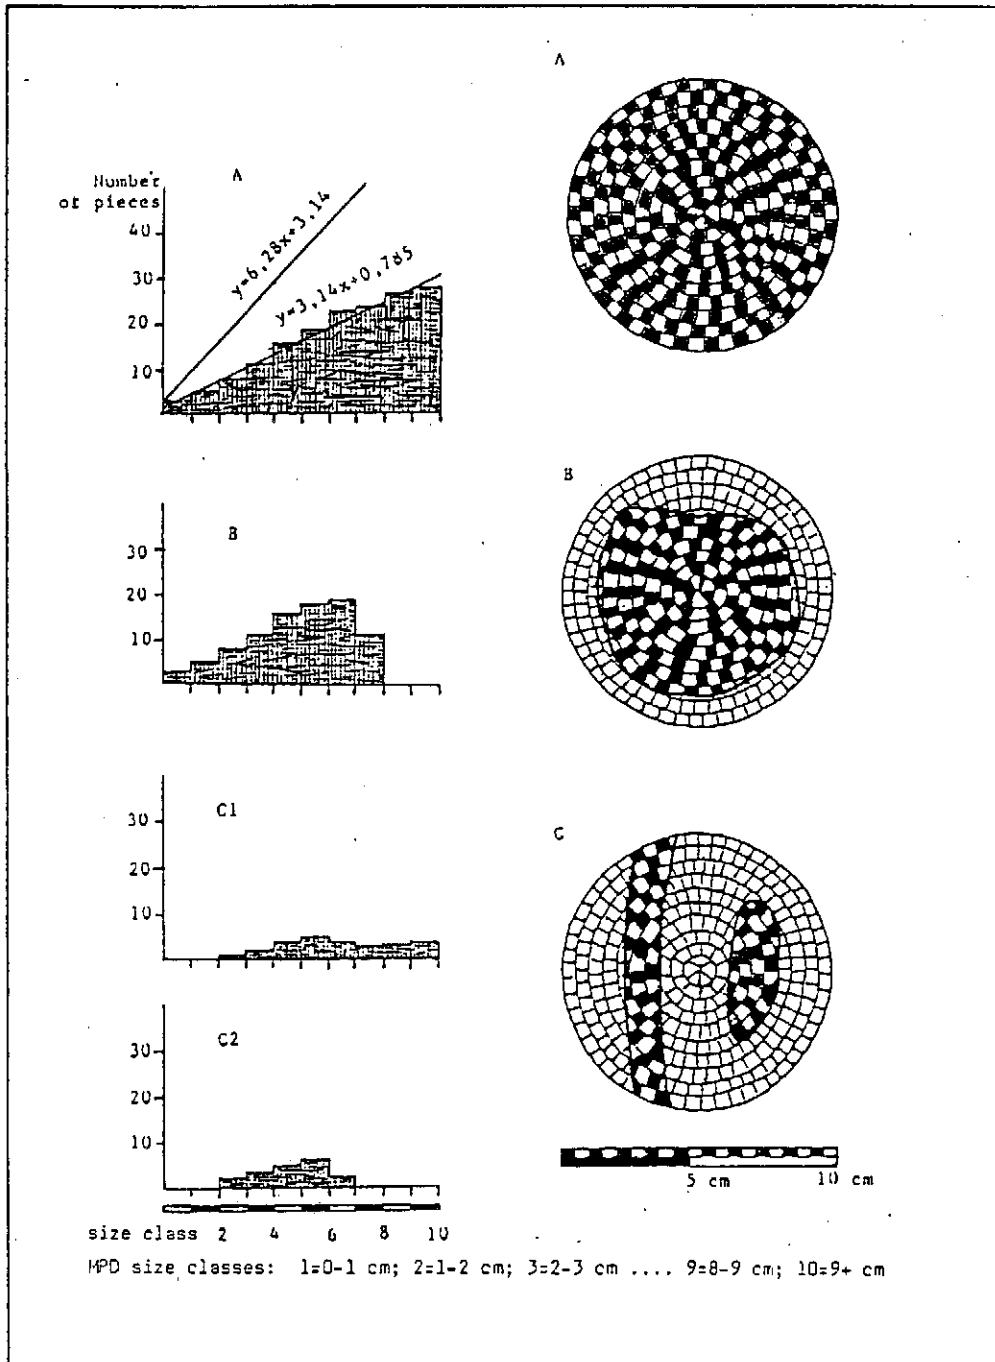 A
A
Number
of pieces
40
30
20
10
y=6,28x+3,14
y=3,14x+0,785
B
B
30
20
10
C1
C
30
20
10
C2
30
20
10
5 cm 10 cm
size class 2 4 6 8 10
MPD size classes: 1=0-1 cm; 2=1-2 cm; 3=2-3 cm .... 9=8-9 cm; 10=9+ cm